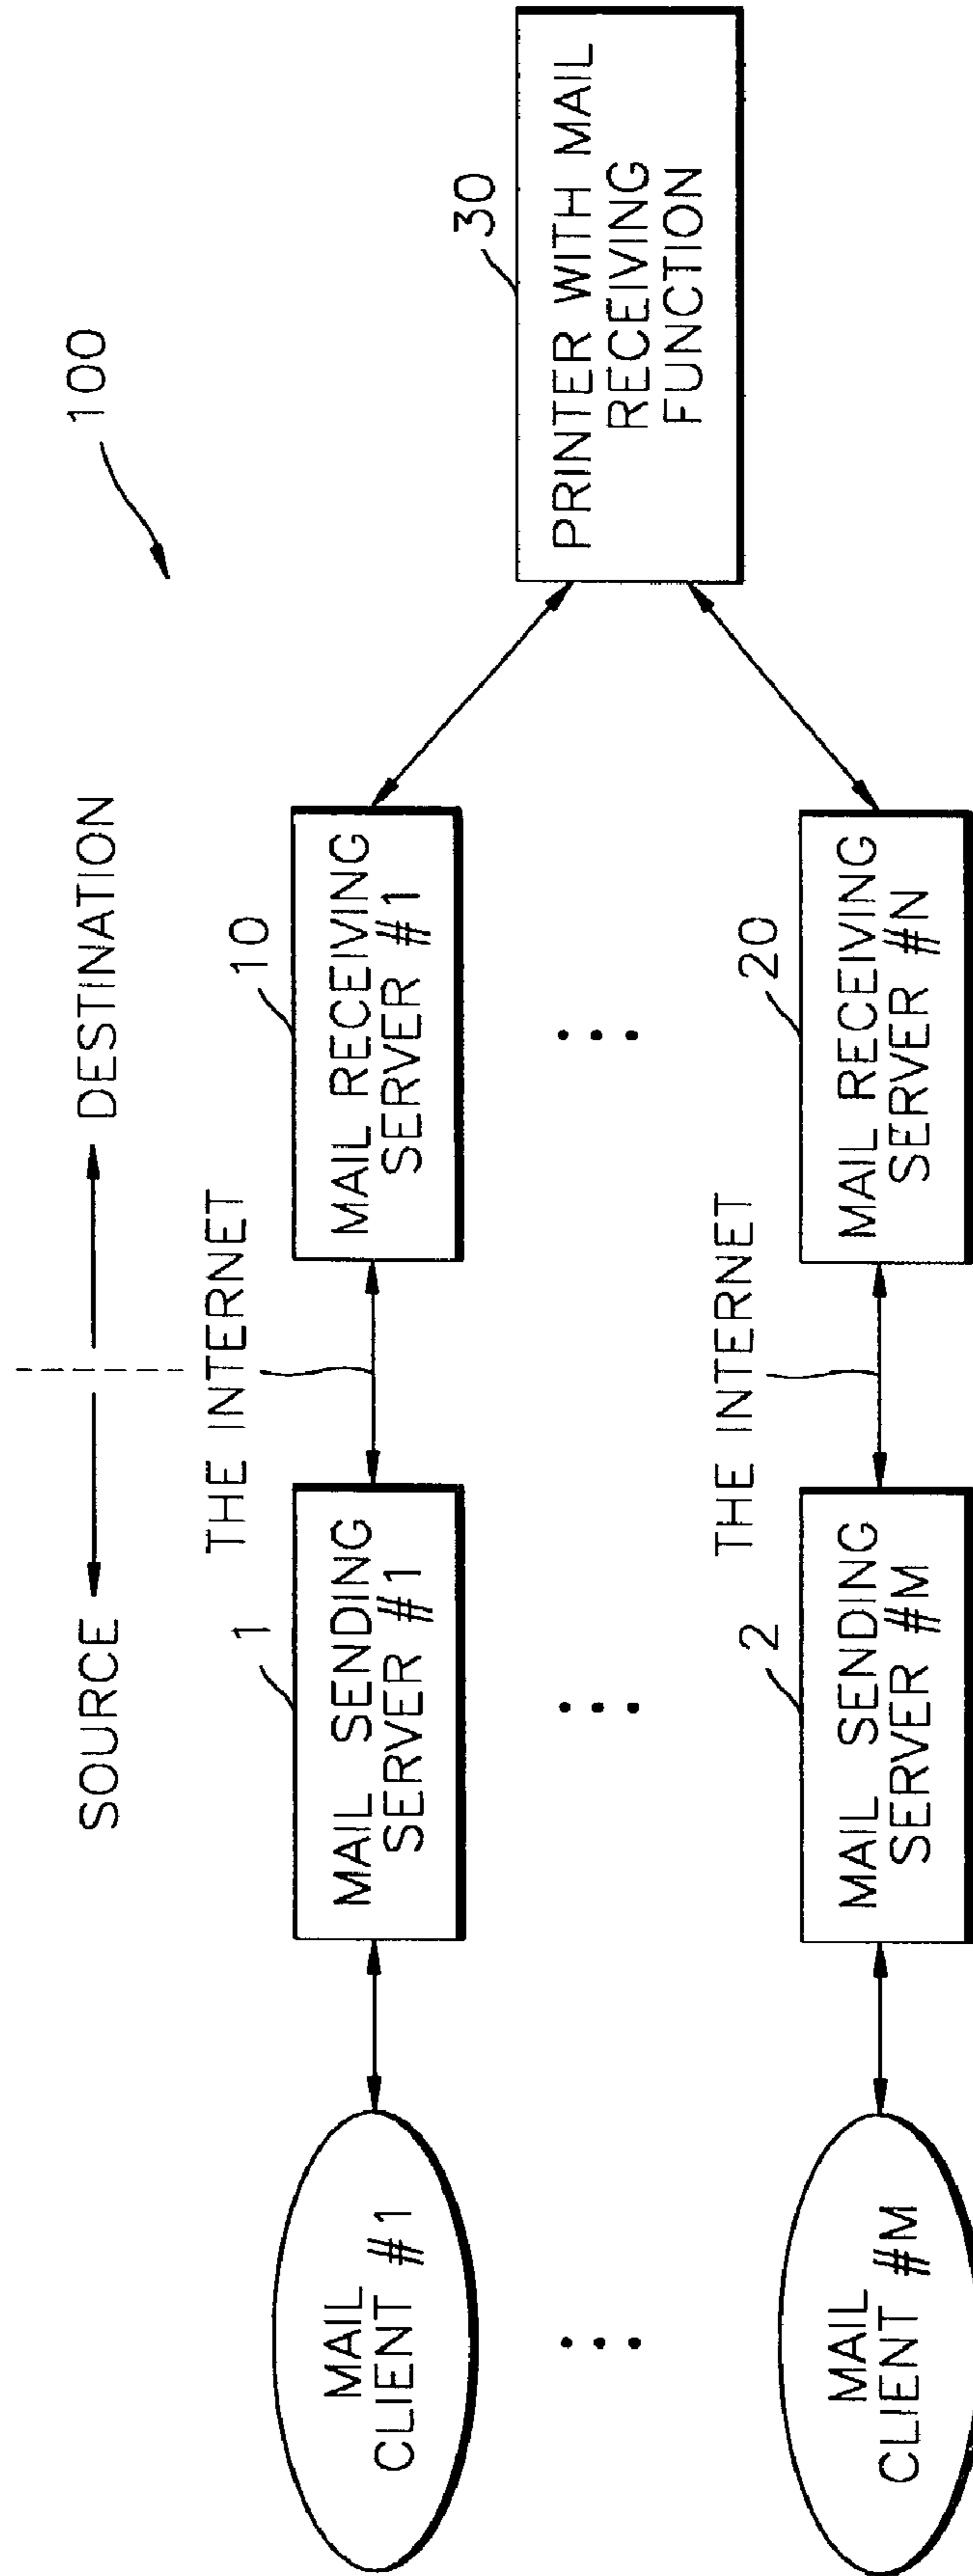 100
SOURCE
DESTINATION
THE INTERNET
1
10
30
MAIL
CLIENT #1
MAIL SENDING
SERVER #1
MAIL RECEIVING
SERVER #1
PRINTER WITH MAIL
RECEIVING
FUNCTION
THE INTERNET
2
20
MAIL
CLIENT #M
MAIL SENDING
SERVER #M
MAIL RECEIVING
SERVER #N